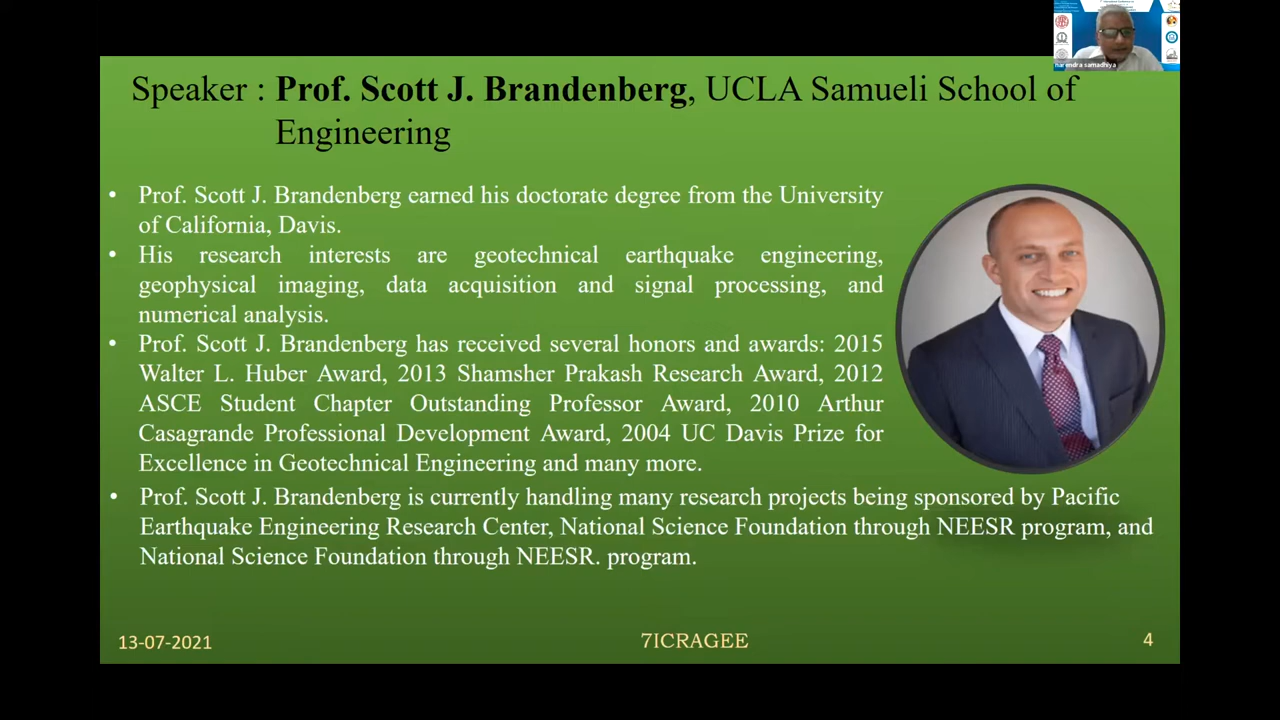 narendra samadhiya
Speaker : Prof. Scott J. Brandenberg, UCLA Samueli School of
Engineering
• Prof. Scott J. Brandenberg earned his doctorate degree from the University
of California, Davis.
• His research interests are geotechnical earthquake engineering,
geophysical imaging, data acquisition and signal processing, and
numerical analysis.
• Prof. Scott J. Brandenberg has received several honors and awards: 2015
Walter L. Huber Award, 2013 Shamsher Prakash Research Award, 2012
ASCE Student Chapter Outstanding Professor Award, 2010 Arthur
Casagrande Professional Development Award, 2004 UC Davis Prize for
Excellence in Geotechnical Engineering and many more.
• Prof. Scott J. Brandenberg is currently handling many research projects being sponsored by Pacific
Earthquake Engineering Research Center, National Science Foundation through NEESR program, and
National Science Foundation through NEESR. program.
13-07-2021
7ICRAGEE
4